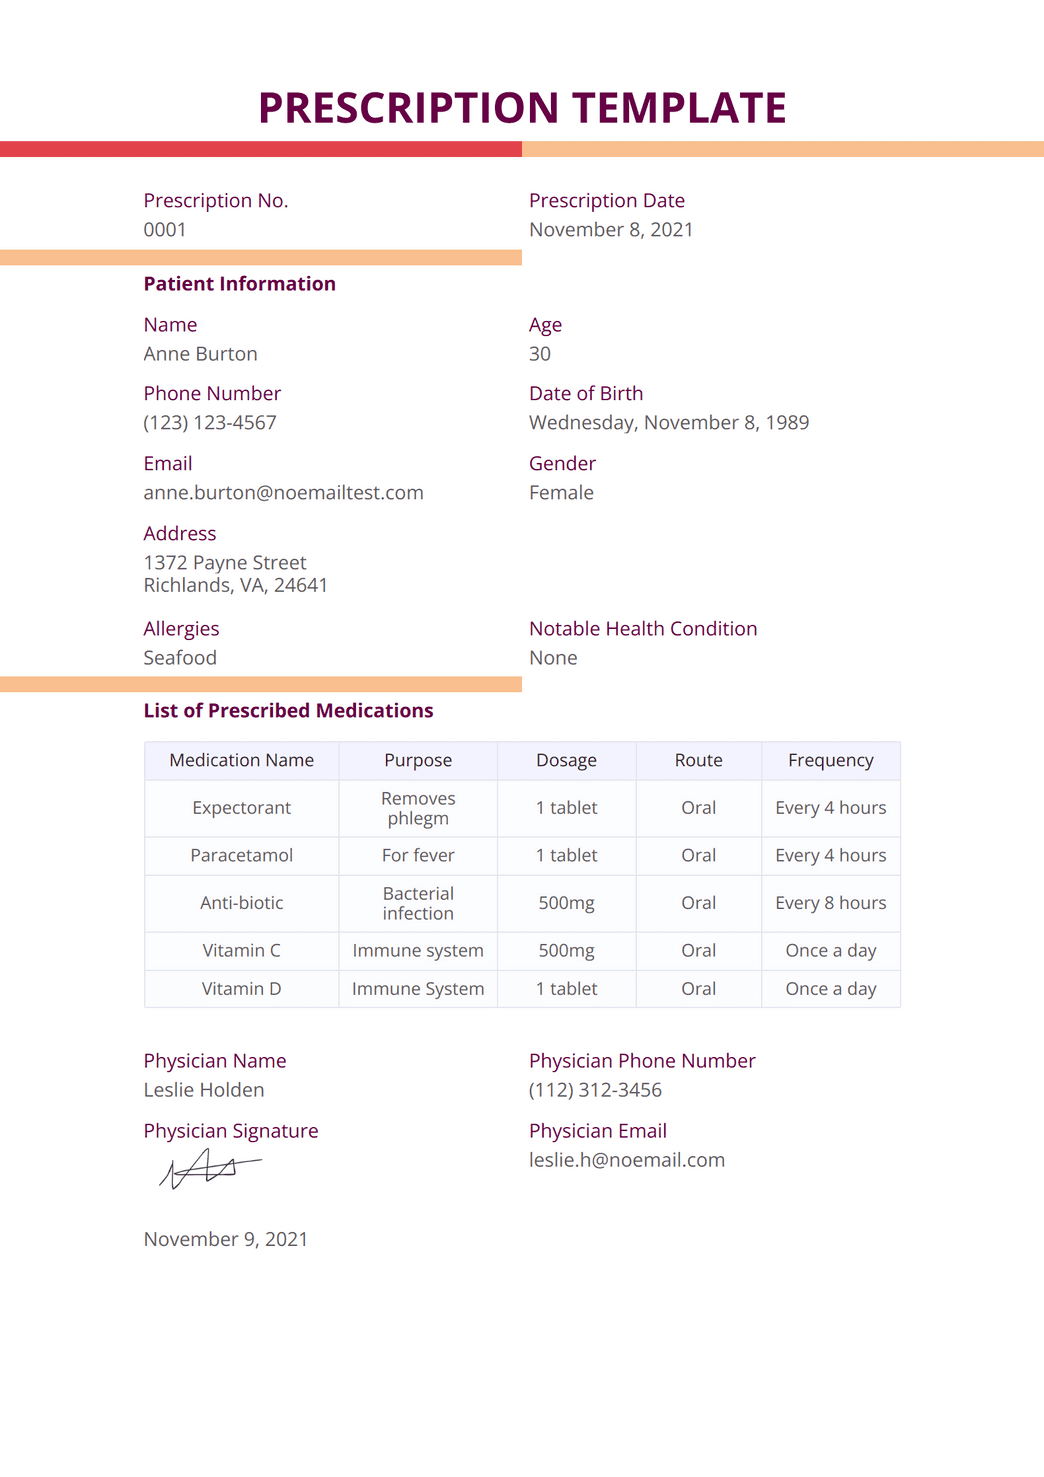 PRESCRIPTION TEMPLATE
Prescription No.
Prescription Date
0001
November 8, 2021
Patient Information
Name
Age
Anne Burton
30
Phone Number
Date of Birth
(123) 123-4567
Wednesday, November 8, 1989
Email
Gender
anne.burton@noemailtest.com
Female
Address
1372 Payne Street
Richlands, VA, 24641
Allergies
Notable Health Condition
Seafood
None
List of Prescribed Medications
Medication Name Purpose Dosage Route Frequency
Expectorant Removes phlegm 1 tablet Oral Every 4 hours
Paracetamol For fever 1 tablet Oral Every 4 hours
Anti-biotic Bacterial infection 500mg Oral Every 8 hours
Vitamin C Immune system 500mg Oral Once a day
Vitamin D Immune System 1 tablet Oral Once a day
Physician Name
Physician Phone Number
Leslie Holden
(112) 312-3456
Physician Signature
Physician Email
leslie.h@noemail.com
November 9, 2021